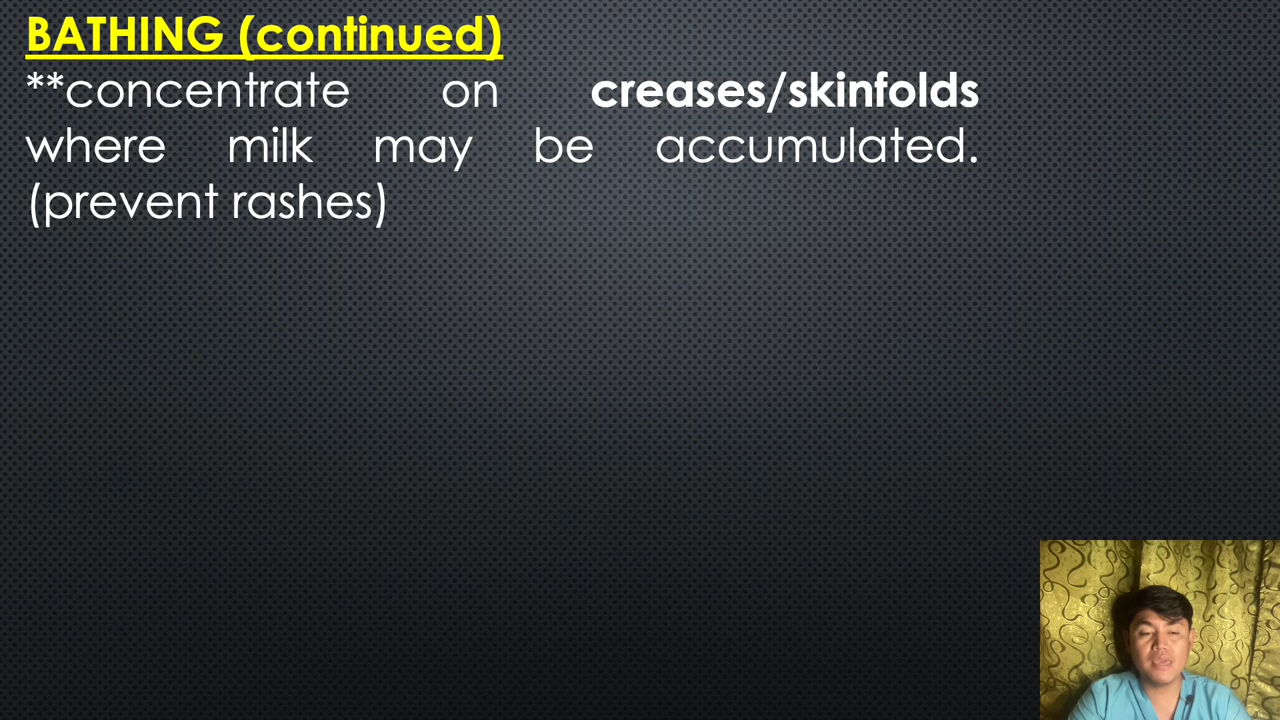 BATHING (continued)
**concentrate on creases/skinfolds
where milk may be accumulated.
(prevent rashes)